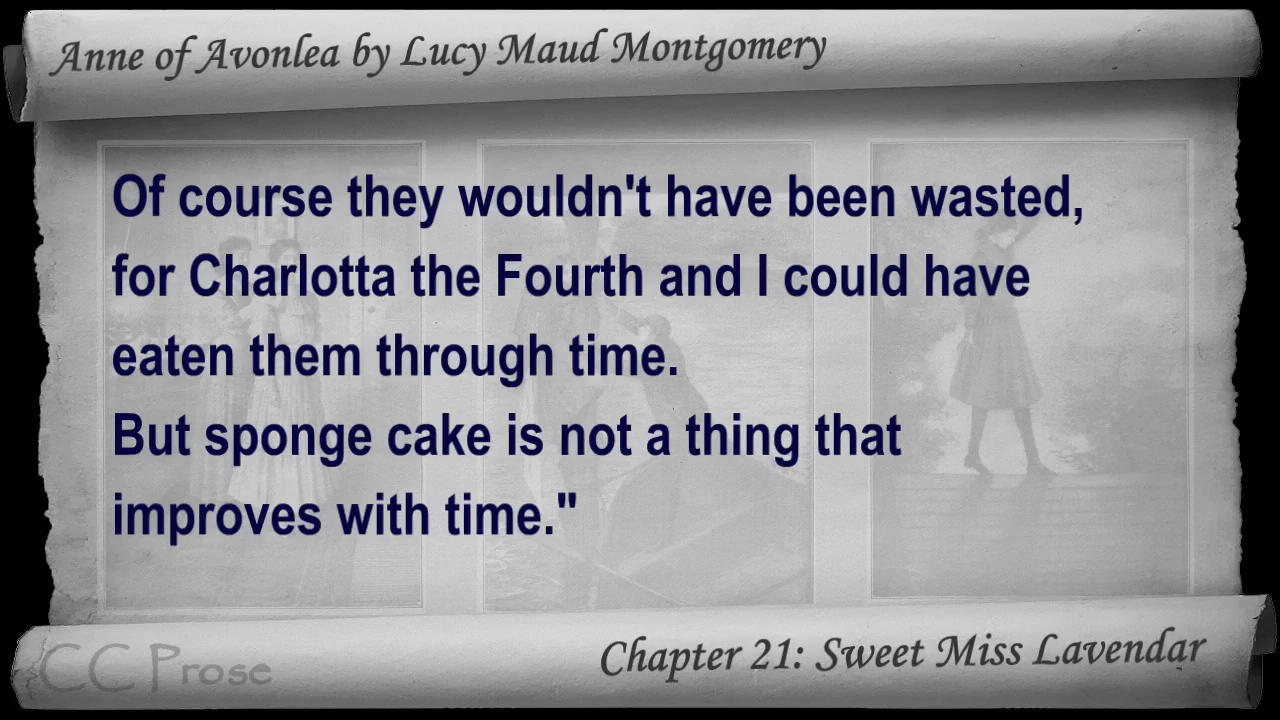 Anne of Avonlea by Lucy Maud Montgomery
Of course they wouldn't have been wasted,
for Charlotta the Fourth and I could have
eaten them through time.
But sponge cake is not a thing that
improves with time."
CC Prose
Chapter 21: Sweet Miss Lavendar